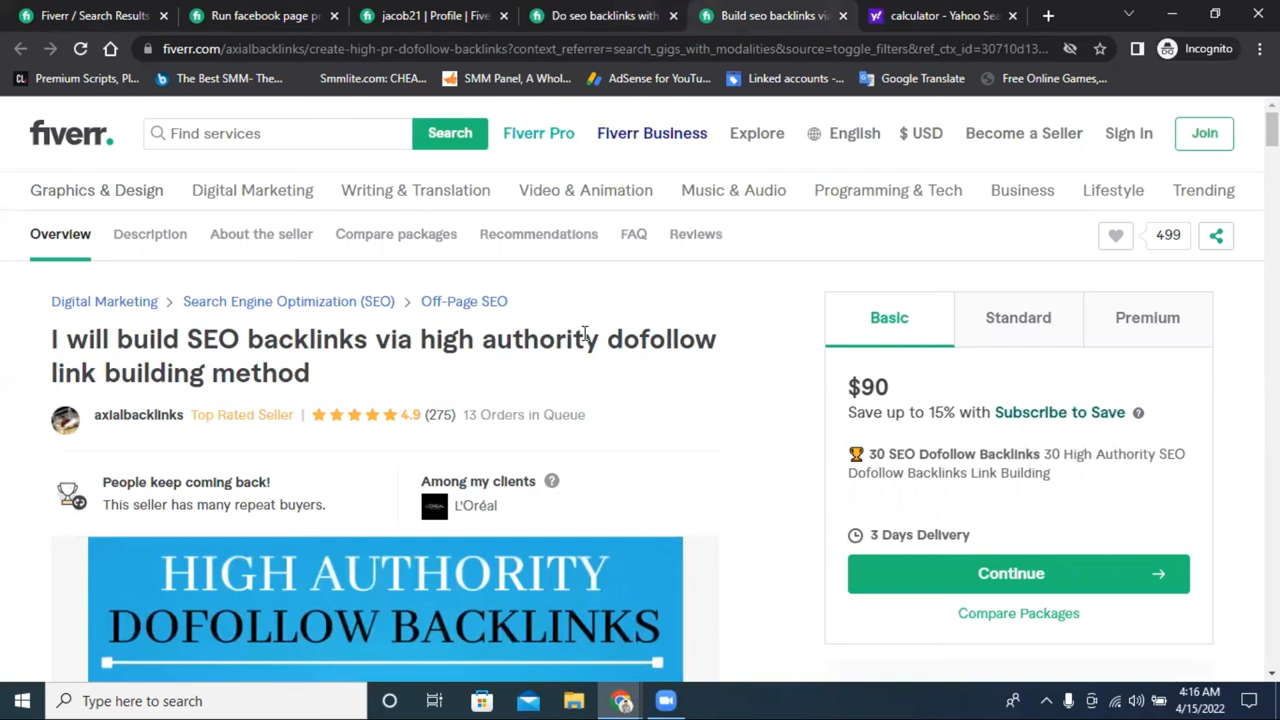 Fiverr / Search Results
Run facebook page pr
jacob21 | Profile | Five
Do seo backlinks with
Build seo backlinks via
calculator - Yahoo Sea
fiverr.com/axialbacklinks/create-high-pr-dofollow-backlinks?context_referrer=search_gigs_with_modalities&source=toggle_filters&ref_ctx_id=30710d13...
Incognito
Premium Scripts, Pl...
The Best SMM- The...
Smmlite.com: CHEA...
SMM Panel, A Whol...
AdSense for YouTu...
Linked accounts -...
Google Translate
Free Online Games,...
fiverr.
Find services
Search
Fiverr Pro
Fiverr Business
Explore
English
$ USD
Become a Seller
Sign In
Join
Graphics & Design
Digital Marketing
Writing & Translation
Video & Animation
Music & Audio
Programming & Tech
Business
Lifestyle
Trending
Overview
Description
About the seller
Compare packages
Recommendations
FAQ
Reviews
499
Digital Marketing > Search Engine Optimization (SEO) > Off-Page SEO
I will build SEO backlinks via high authority dofollow
link building method
axialbacklinks Top Rated Seller | 4.9 (275) 13 Orders in Queue
People keep coming back!
This seller has many repeat buyers.
Among my clients
L'Oréal
HIGH AUTHORITY
DOFOLLOW BACKLINKS
Basic
Standard
Premium
$90
Save up to 15% with Subscribe to Save
30 SEO Dofollow Backlinks 30 High Authority SEO
Dofollow Backlinks Link Building
3 Days Delivery
Continue
Compare Packages
Type here to search
4:16 AM
4/15/2022